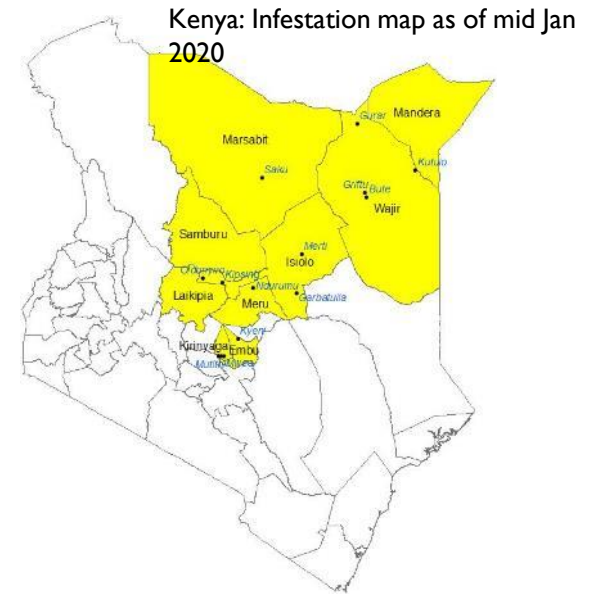 Kenya: Infestation map as of mid Jan
2020
Mandera
Gurar
Marsabit
Kutulo
Saku
Griftu Bute
Wajir
Samburu
Merti
Isiolo
Kipsing
Ndurumu
Laikipia
Garbatulla
Meru
Kyeni
Kirinyaga
Embu